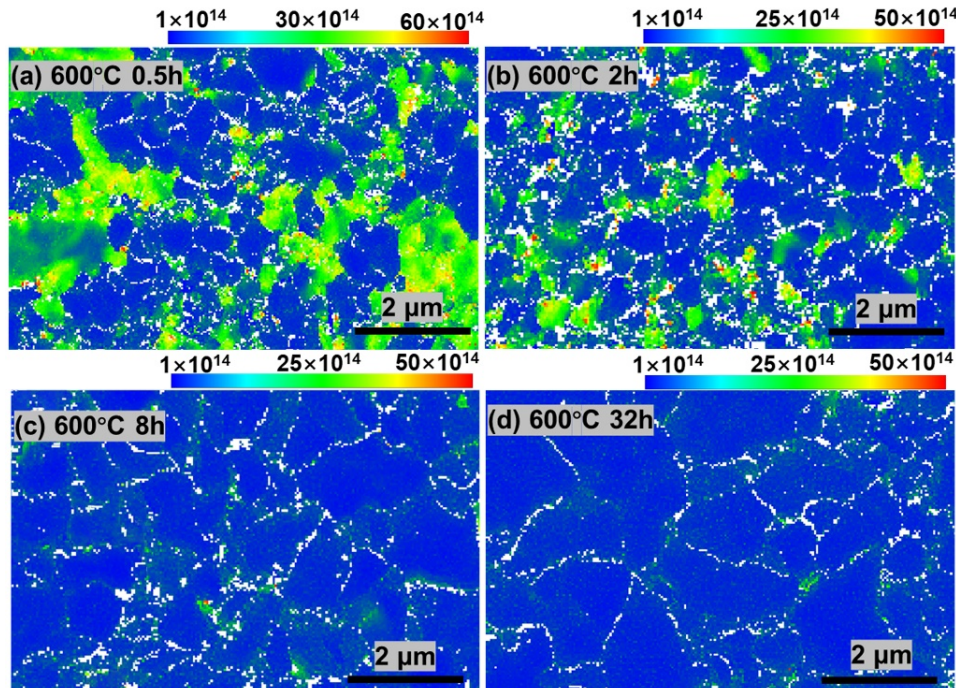 1×10¹⁴ 30×10¹⁴ 60×10¹⁴
(a) 600°C 0.5h
2 µm
1×10¹⁴ 25×10¹⁴ 50×10¹⁴
(b) 600°C 2h
2 µm
1×10¹⁴ 25×10¹⁴ 50×10¹⁴
(c) 600°C 8h
2 µm
1×10¹⁴ 25×10¹⁴ 50×10¹⁴
(d) 600°C 32h
2 µm